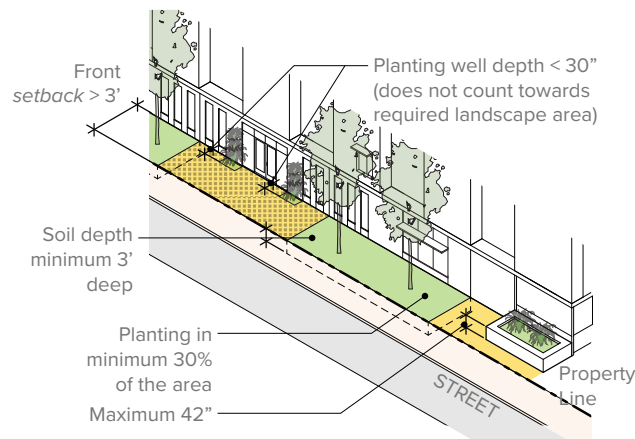 Front
setback > 3’
Planting well depth < 30”
(does not count towards
required landscape area)
Soil depth
minimum 3’
deep
Planting in
minimum 30%
of the area
Maximum 42”
STREET
Property
Line